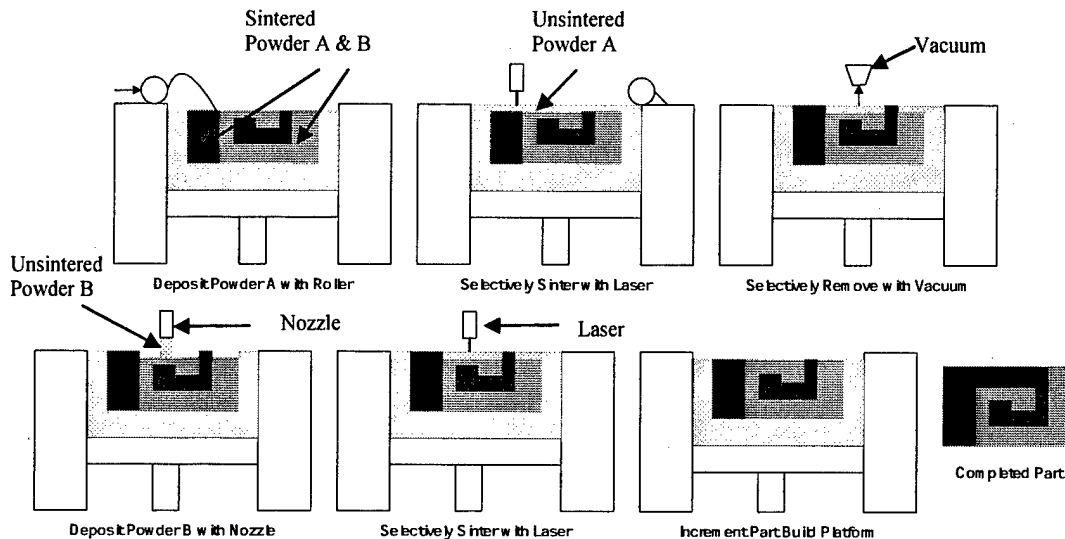 Sintered
Powder A & B
Unsintered
Powder A
Vacuum
Deposit Powder A with Roller
Selectively Sinter with Laser
Selectively Remove with Vacuum
Unsintered
Powder B
Nozzle
Laser
Deposit Powder B with Nozzle
Selectively Sinter with Laser
Increment Part Build Platform
Completed Part